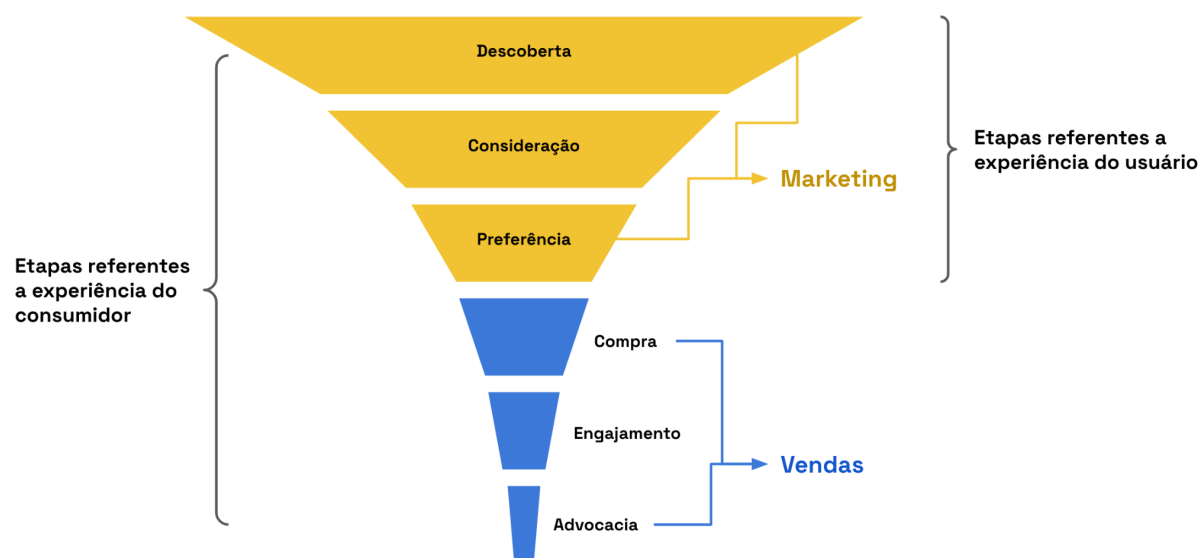 Descoberta
Consideração
Preferência
Marketing
Etapas referentes a
experiência do usuário
Etapas referentes
a experiência do
consumidor
Compra
Engajamento
Vendas
Advocacia